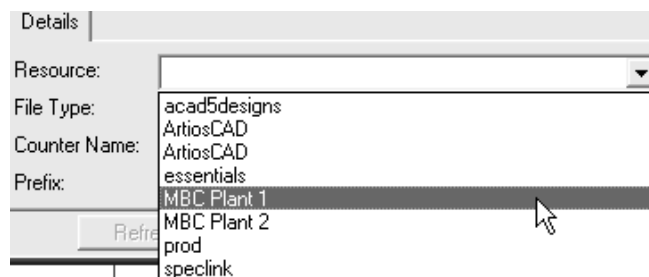 Details
Resource:
File Type:
Counter Name:
Prefix:
acad5designs
ArtiosCAD
ArtiosCAD
essentials
MBC Plant 1
MBC Plant 2
prod
speclink